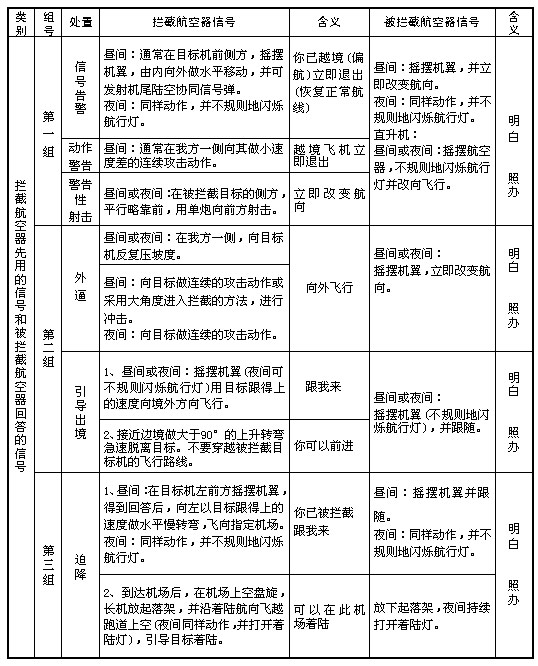 类别
组号
处置
拦截航空器信号
含义
被拦截航空器信号
含义
拦截航空器先用的信号和被拦截航空器回答的信号
第一组
信号告警
昼间：通常在目标机前侧方，摇摆
机翼，由内向外做水平移动，并可
发射机尾陆空协同信号弹。
夜间：同样动作，并不规则地闪烁
航行灯。
你已越境(偏
航)立即退出
(恢复正常航
线)
昼间：摇摆机翼，并立
即改变航向。
夜间：同样动作，并不
规则地闪烁航行灯。
直升机：
昼间或夜间：摇摆航空
器，不规则地闪烁航行
灯并改向飞行。
明白 照办
动作
警告
昼间：通常在我方一侧向其做小速
度差的连续攻击动作。
越境飞机立
即退出
警告
性
射击
昼间或夜间：在被拦截目标的侧方，
平行略靠前，用单炮向前方射击。
立即改变航
向
第二组
外逼
昼间或夜间：在我方一侧，向目标
机反复压坡度。
昼间：向目标做连续的攻击动作或
采用大角度进入拦截的方法，进行
冲击。
夜间：向目标做连续的攻击动作。
向外飞行
昼间或夜间：
摇摆机翼，立即改变航
向。
明白 照办
引导出境
1、昼间或夜间：摇摆机翼(夜间可
不规则闪烁航行灯)用目标跟得上
的速度向境外方向飞行。
跟我来
昼间或夜间：
摇摆机翼(不规则地闪
烁航行灯)，并跟随。
明白 照办
2、接近边境做大于90°的上升转弯
急速脱离目标。不要穿越被拦截目
标机的飞行路线。
你可以前进
第三组
迫降
1、昼间：在目标机左前方摇摆机翼，
得到回答后，向左以目标跟得上的
速度做水平慢转弯，飞向指定机场。
夜间：同样动作，并不规则地闪烁
航行灯。
你已被拦截
跟我来
昼间：摇摆机翼并跟
随。
夜间：同样动作，并不
规则地闪烁航行灯。
明白 照办
2、到达机场后，在机场上空盘旋，
长机放起落架，并沿着陆航向飞越
跑道上空(夜间同样动作，并打开着
陆灯)，引导目标着陆。
可以在此机
场着陆
放下起落架，夜间持续
打开着陆灯。